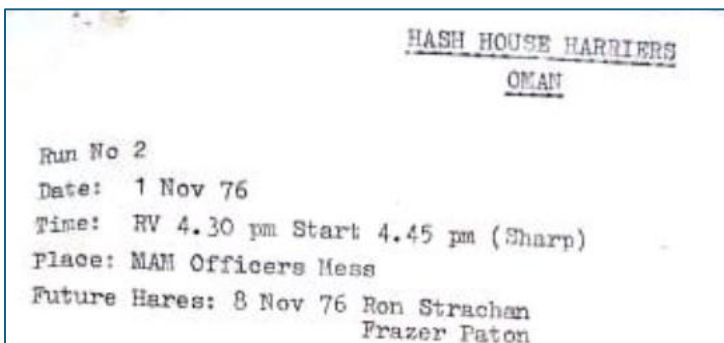 HASH HOUSE HARRIERS
OMAN
Run No 2
Date: 1 Nov 76
Time: RV 4.30 pm Start 4.45 pm (Sharp)
Place: MAM Officers Mess
Future Hares: 8 Nov 76 Ron Strachan
Frazer Paton